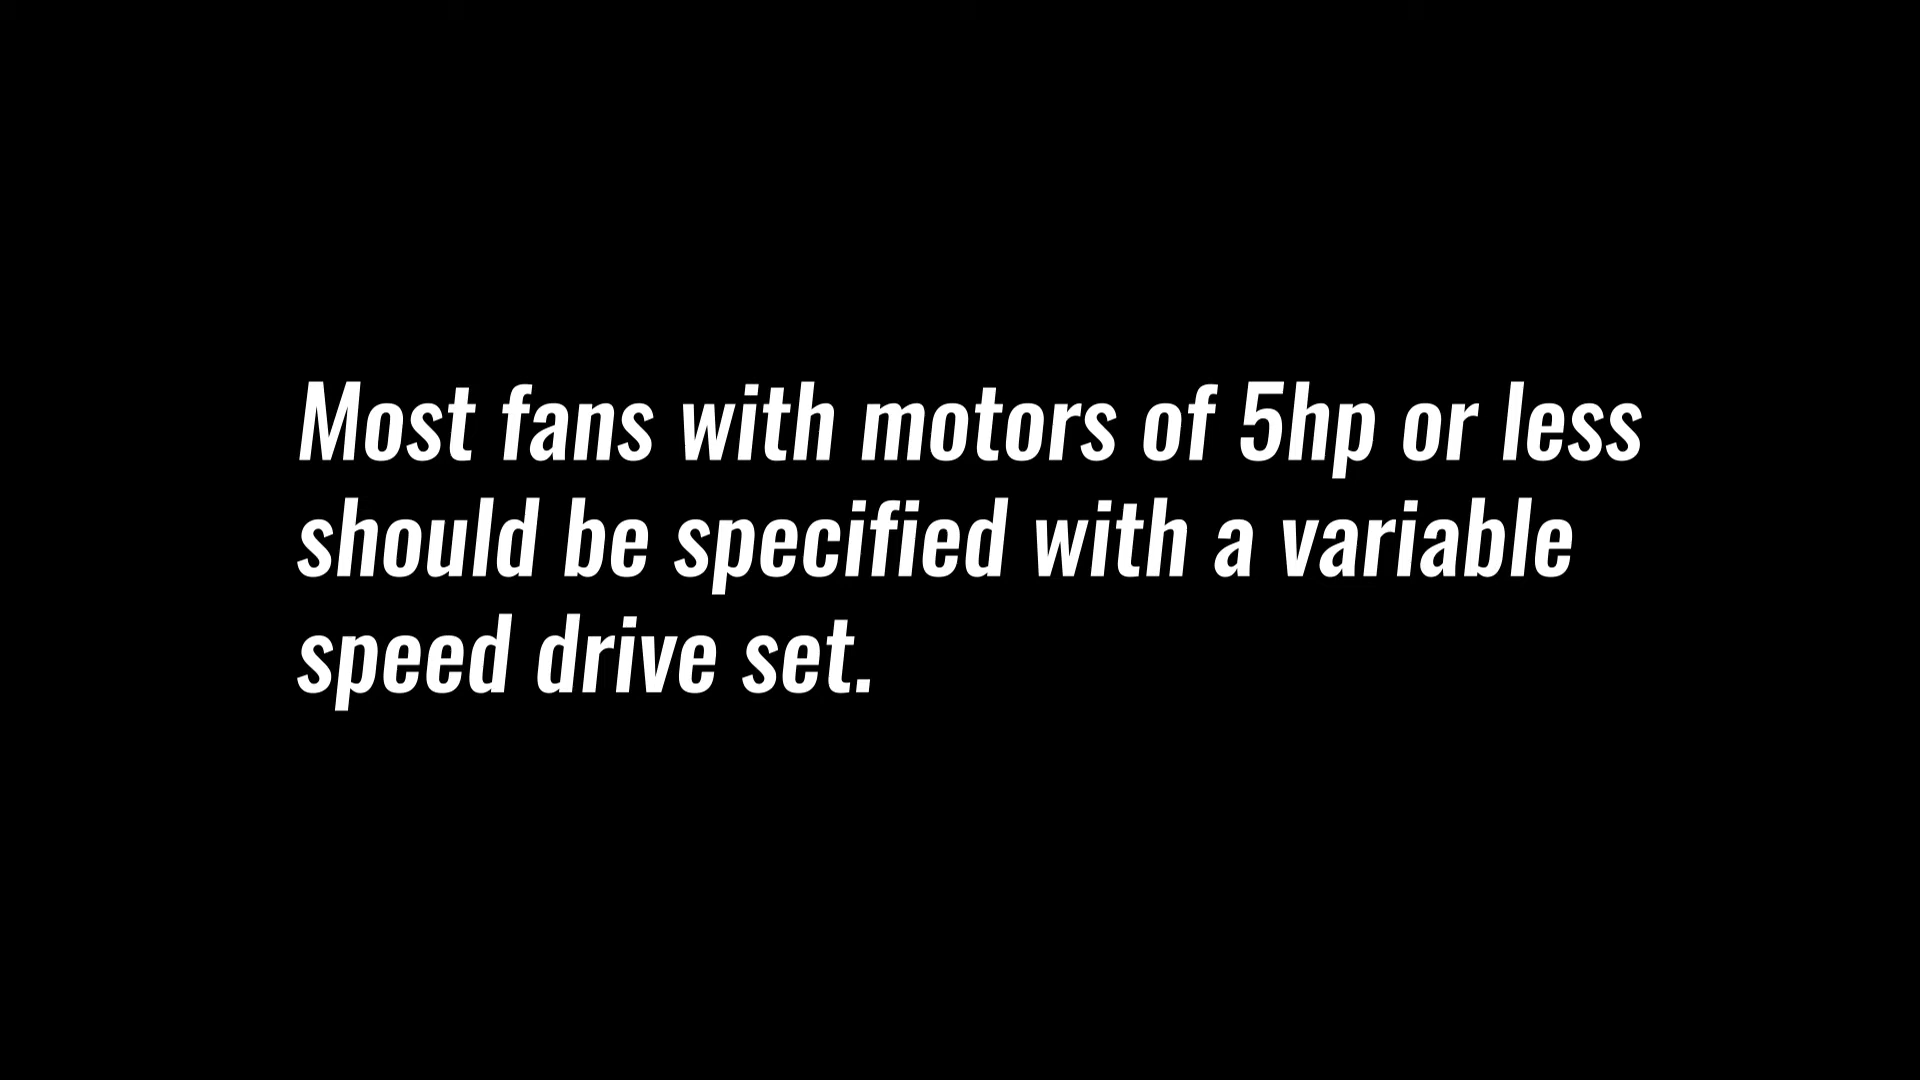 Most fans with motors of 5hp or less
should be specified with a variable
speed drive set.